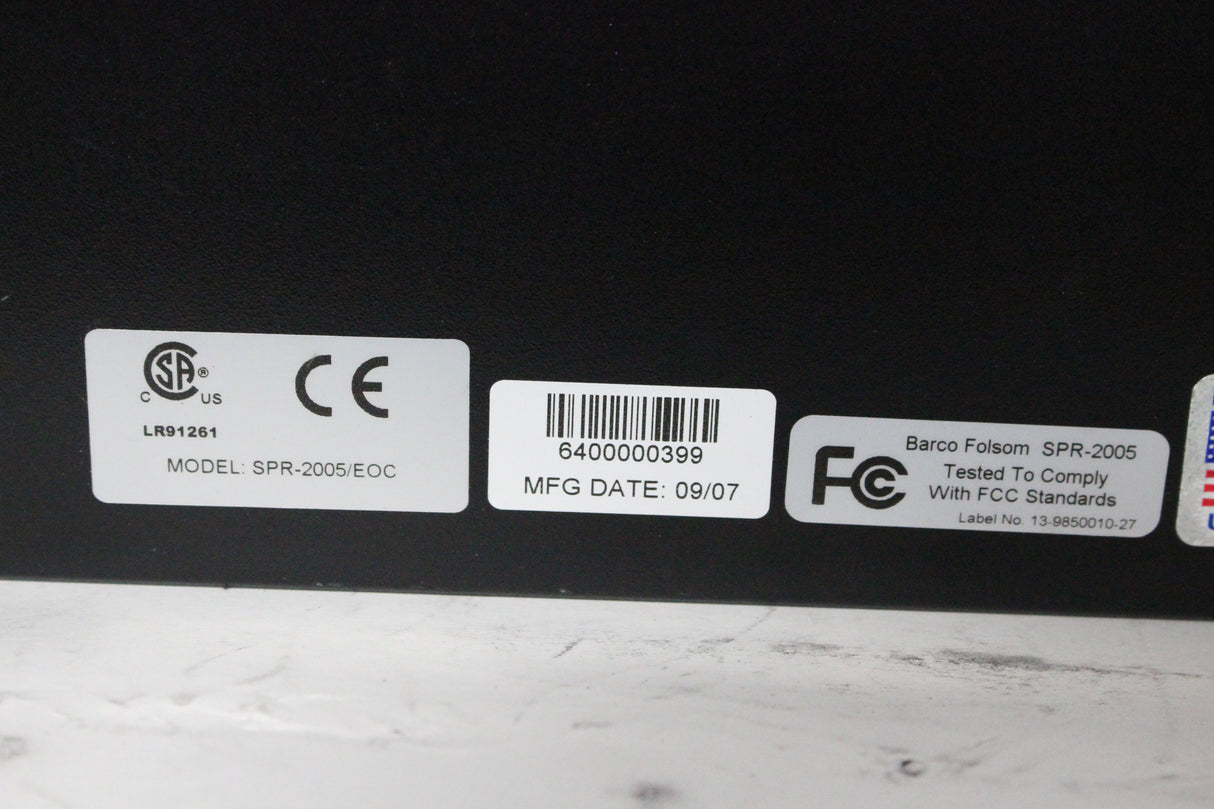 CSA®
C US
CE
LR91261
MODEL: SPR-2005/EOC
6400000399
MFG DATE: 09/07
FC
Barco Folsom SPR-2005
Tested To Comply
With FCC Standards
Label No. 13-9850010-27